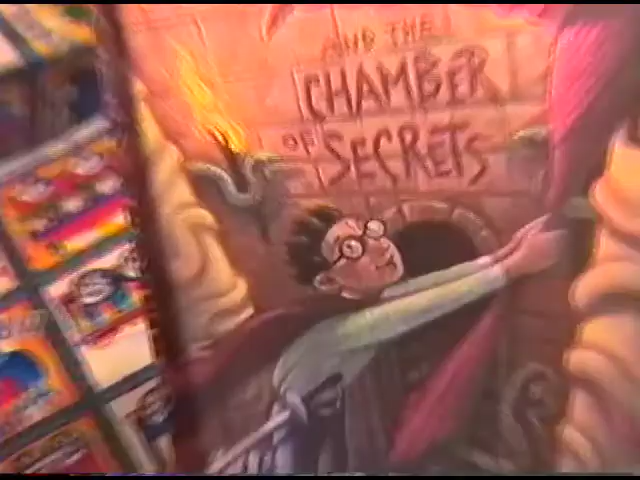 AND THE
CHAMBER
OF SECRETS